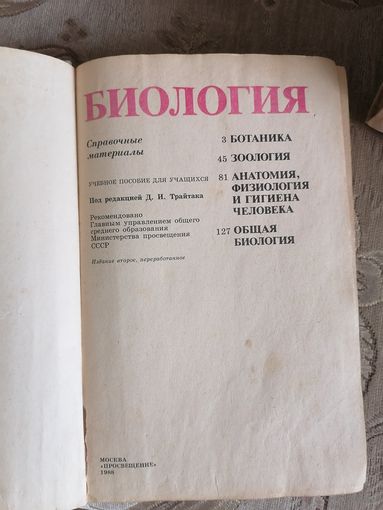 БИОЛОГИЯ
Справочные
материалы
УЧЕБНОЕ ПОСОБИЕ ДЛЯ УЧАЩИХСЯ
Под редакцией Д. И. Трайтака
Рекомендовано
Главным управлением общего
среднего образования
Министерства просвещения
СССР
Издание второе, переработанное
3 БОТАНИКА
45 ЗООЛОГИЯ
81 АНАТОМИЯ,
ФИЗИОЛОГИЯ
И ГИГИЕНА
ЧЕЛОВЕКА
127 ОБЩАЯ
БИОЛОГИЯ
МОСКВА
«ПРОСВЕЩЕНИЕ»
1988